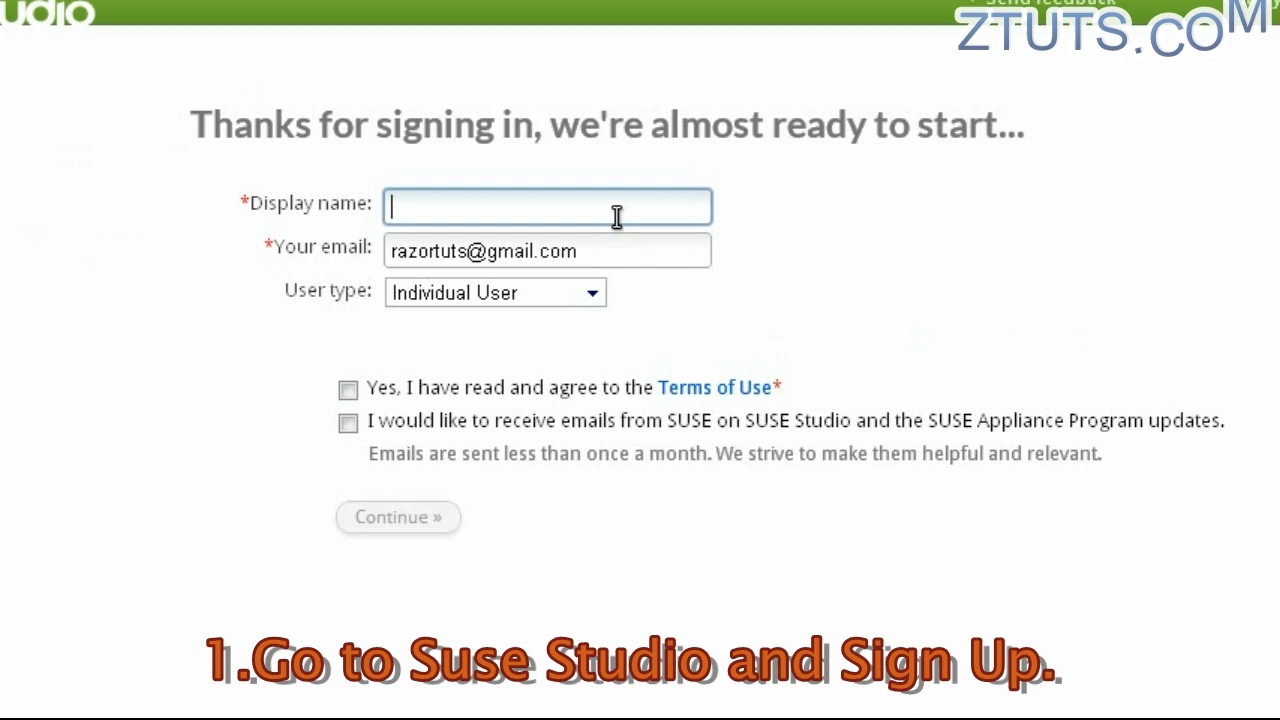 udio
Send feedback
ZTUTS.COM
Thanks for signing in, we're almost ready to start...
*Display name:
*Your email: razortuts@gmail.com
User type: Individual User
Yes, I have read and agree to the Terms of Use*
I would like to receive emails from SUSE on SUSE Studio and the SUSE Appliance Program updates.
Emails are sent less than once a month. We strive to make them helpful and relevant.
Continue »
1.Go to Suse Studio and Sign Up.